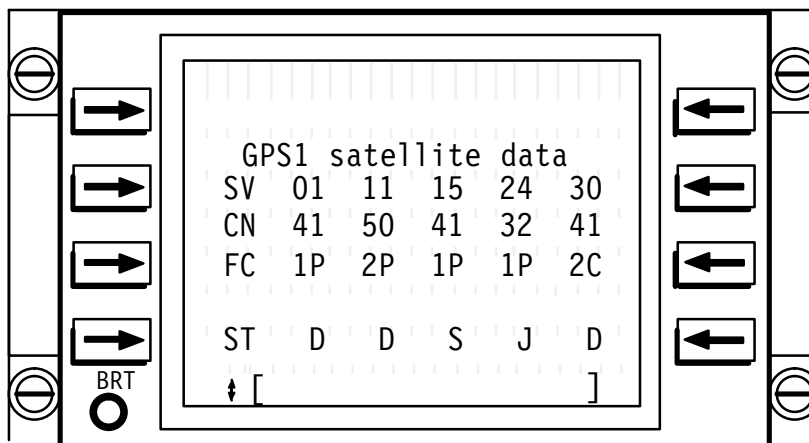 GPS1 satellite data
SV 01 11 15 24 30
CN 41 50 41 32 41
FC 1P 2P 1P 1P 2C
ST D D S J D
[ ]
BRT